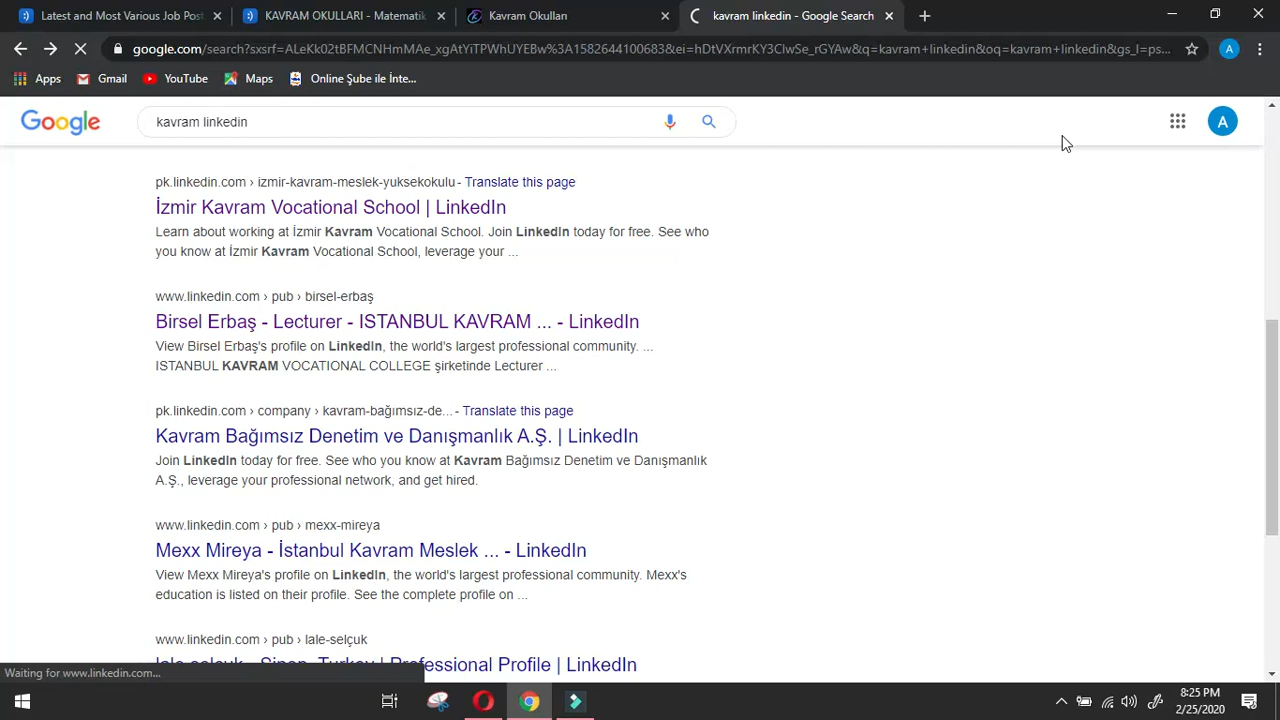 Latest and Most Various Job Post
KAVRAM OKULLARI - Matematik
Kavram Okulları
kavram linkedin - Google Search
google.com/search?sxsrf=ALeKk02tBFMCNHmMAe_xgAtYiTPWhUYEBw%3A1582644100683&ei=hDtVXrmrKY3ClwSe_rGYAw&q=kavram+linkedin&oq=kavram+linkedin&gs_l=ps...
A
Apps Gmail YouTube Maps Online Şube ile İnte...
Google
kavram linkedin
A
pk.linkedin.com › izmir-kavram-meslek-yuksekokulu - Translate this page
İzmir Kavram Vocational School | LinkedIn
Learn about working at İzmir Kavram Vocational School. Join LinkedIn today for free. See who
you know at İzmir Kavram Vocational School, leverage your ...
www.linkedin.com › pub › birsel-erbaş
Birsel Erbaş - Lecturer - ISTANBUL KAVRAM ... - LinkedIn
View Birsel Erbaş's profile on LinkedIn, the world's largest professional community. ...
ISTANBUL KAVRAM VOCATIONAL COLLEGE şirketinde Lecturer ...
pk.linkedin.com › company › kavram-bağımsız-de... - Translate this page
Kavram Bağımsız Denetim ve Danışmanlık A.Ş. | LinkedIn
Join LinkedIn today for free. See who you know at Kavram Bağımsız Denetim ve Danışmanlık
A.Ş., leverage your professional network, and get hired.
www.linkedin.com › pub › mexx-mireya
Mexx Mireya - İstanbul Kavram Meslek ... - LinkedIn
View Mexx Mireya's profile on LinkedIn, the world's largest professional community. Mexx's
education is listed on their profile. See the complete profile on ...
www.linkedin.com › pub › lale-selçuk
lale selçuk - Sinop, Turkey | Professional Profile | LinkedIn
Waiting for www.linkedin.com...
8:25 PM
2/25/2020